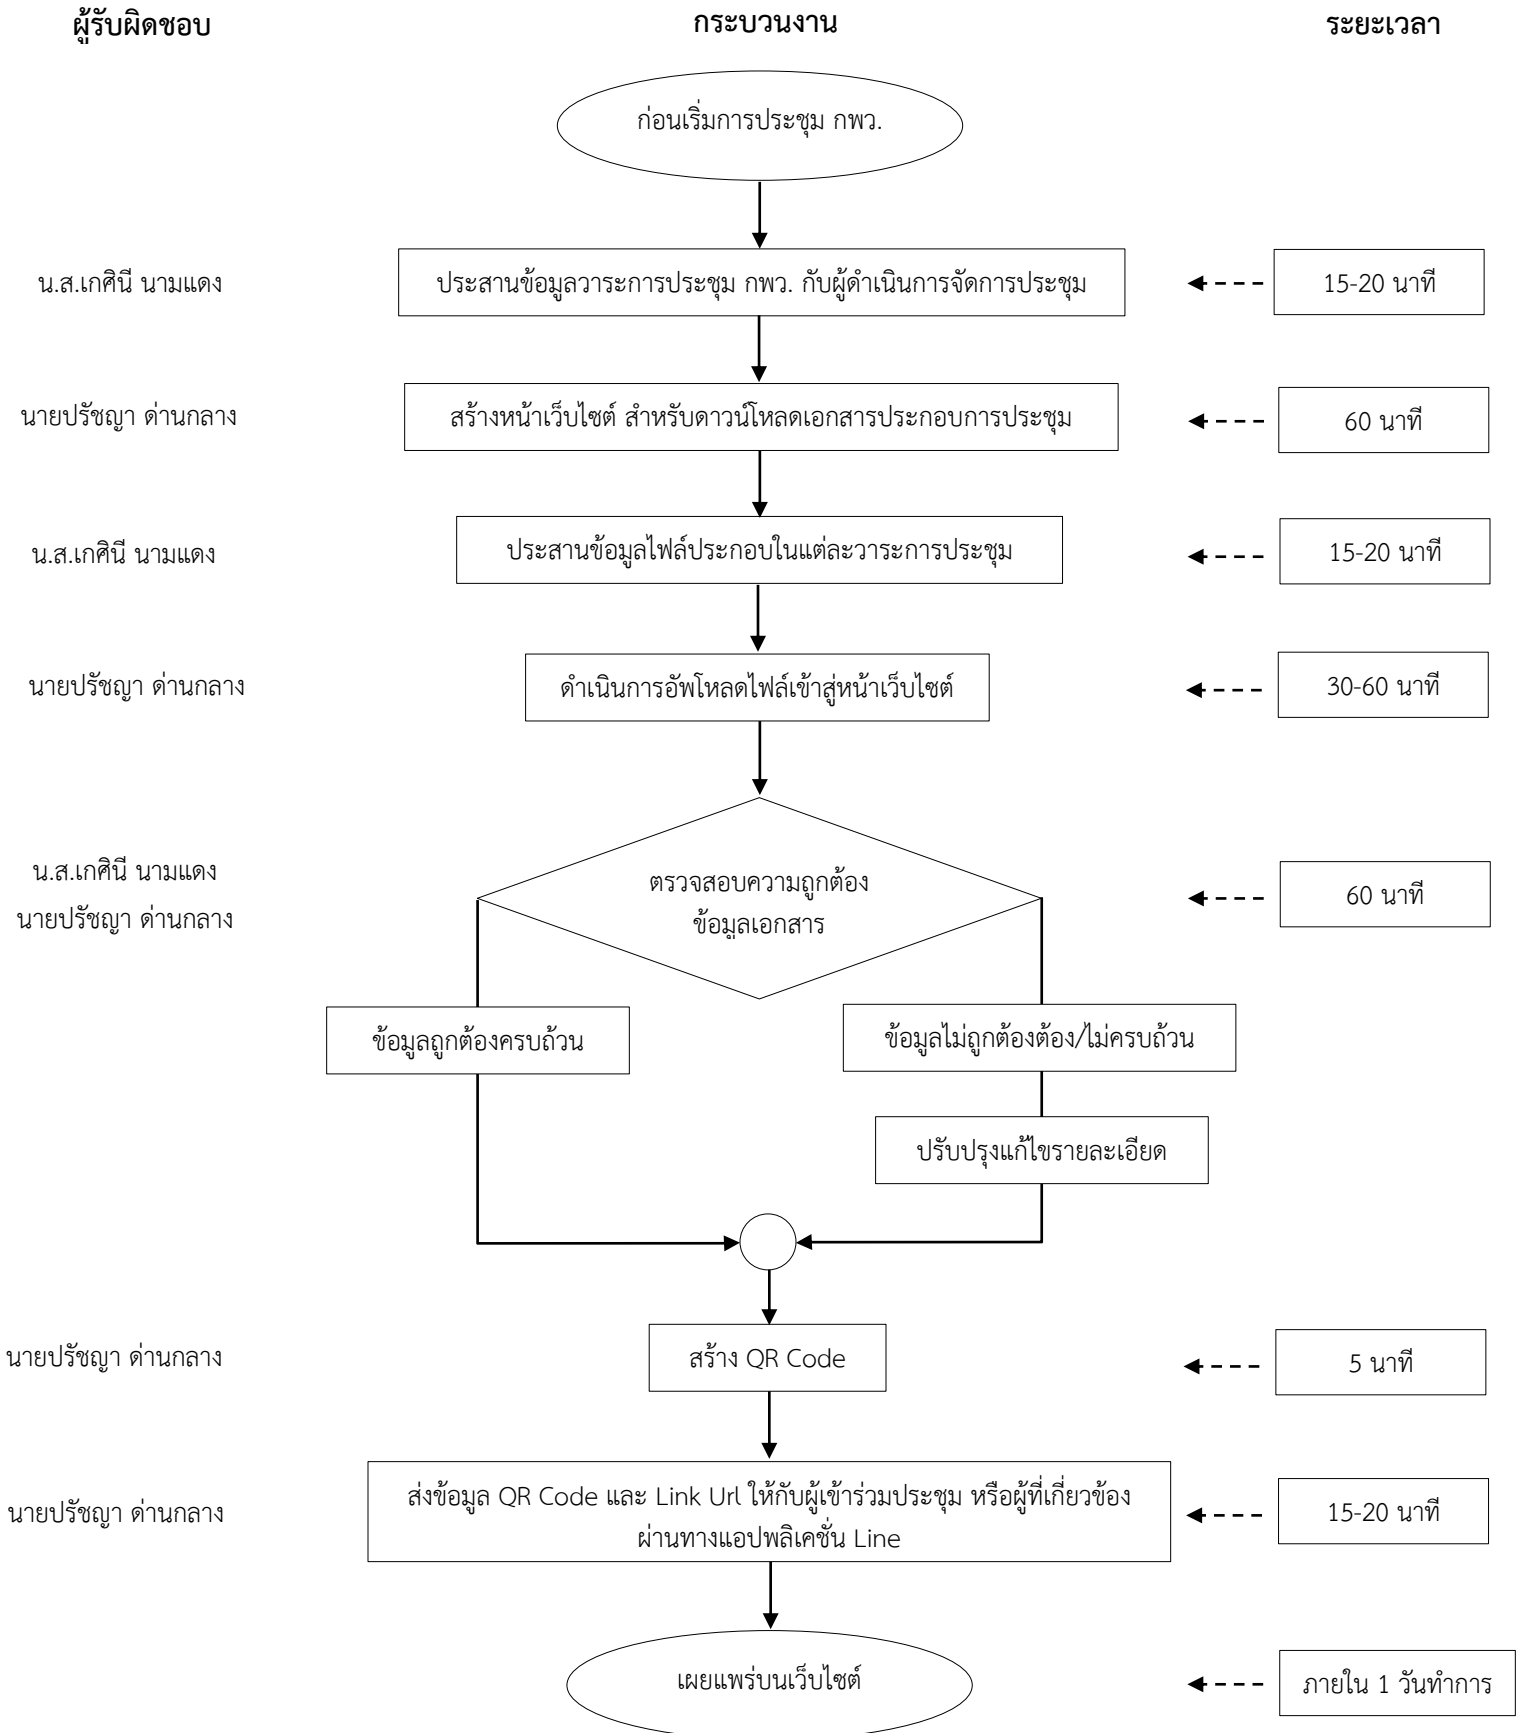 ผู้รับผิดชอบ กระบวนงาน ระยะเวลา
ก่อนเริ่มการประชุม กพว.
น.ส.เกศินี นามแดง ประสานข้อมูลวาระการประชุม กพว. กับผู้ดำเนินการจัดการประชุม 15-20 นาที
นายปรัชญา ด่านกลาง สร้างหน้าเว็บไซต์ สำหรับดาวน์โหลดเอกสารประกอบการประชุม 60 นาที
น.ส.เกศินี นามแดง ประสานข้อมูลไฟล์ประกอบในแต่ละวาระการประชุม 15-20 นาที
นายปรัชญา ด่านกลาง ดำเนินการอัพโหลดไฟล์เข้าสู่หน้าเว็บไซต์ 30-60 นาที
น.ส.เกศินี นามแดง ตรวจสอบความถูกต้อง 60 นาที
นายปรัชญา ด่านกลาง ข้อมูลเอกสาร
ข้อมูลถูกต้องครบถ้วน ข้อมูลไม่ถูกต้องต้อง/ไม่ครบถ้วน
ปรับปรุงแก้ไขรายละเอียด
นายปรัชญา ด่านกลาง สร้าง QR Code 5 นาที
ส่งข้อมูล QR Code และ Link Url ให้กับผู้เข้าร่วมประชุม หรือผู้ที่เกี่ยวข้อง
นายปรัชญา ด่านกลาง ผ่านทางแอปพลิเคชั่น Line 15-20 นาที
เผยแพร่บนเว็บไซต์ ภายใน 1 วันทำการ